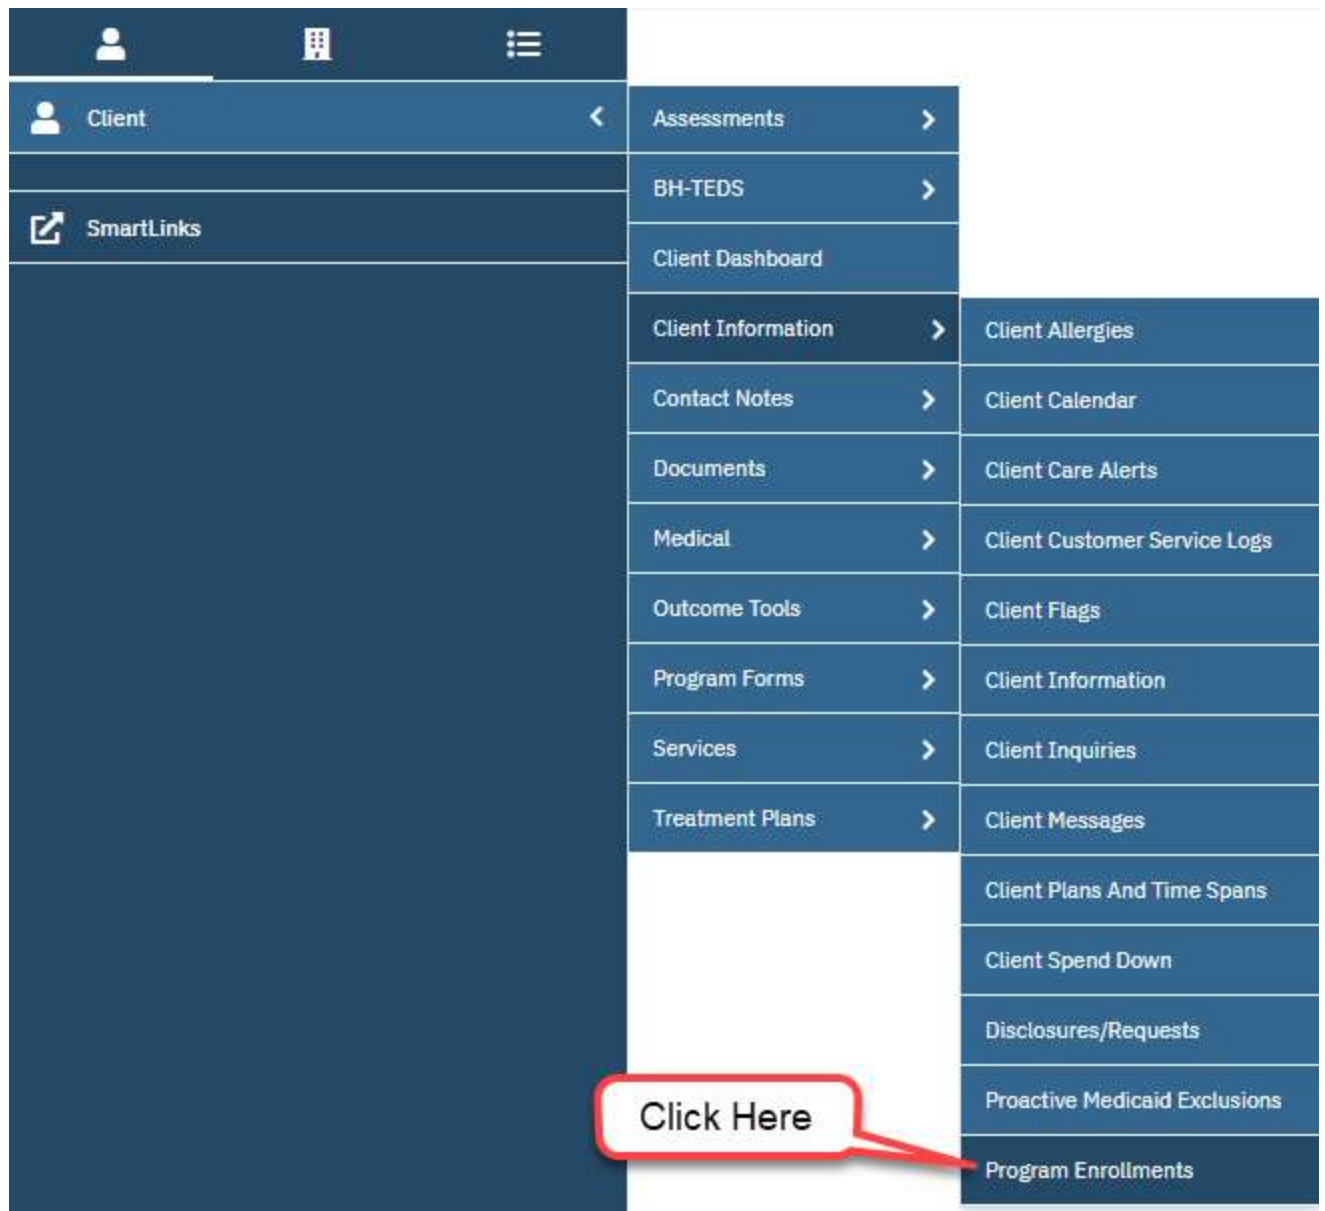 Client
SmartLinks
Assessments
BH-TEDS
Client Dashboard
Client Information
Contact Notes
Documents
Medical
Outcome Tools
Program Forms
Services
Treatment Plans
Client Allergies
Client Calendar
Client Care Alerts
Client Customer Service Logs
Client Flags
Client Information
Client Inquiries
Client Messages
Client Plans And Time Spans
Client Spend Down
Disclosures/Requests
Proactive Medicaid Exclusions
Program Enrollments
Click Here